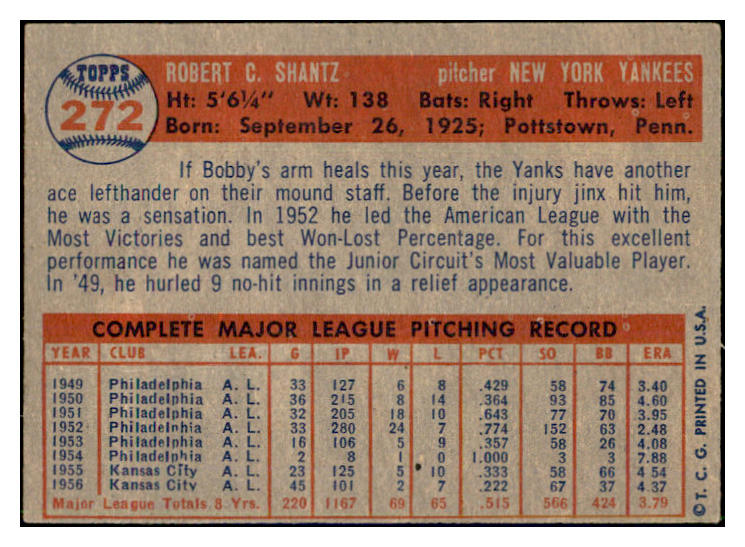 TOPPS
272
ROBERT C. SHANTZ pitcher NEW YORK YANKEES
Ht: 5'6¼" Wt: 138 Bats: Right Throws: Left
Born: September 26, 1925; Pottstown, Penn.
If Bobby's arm heals this year, the Yanks have another
ace lefthander on their mound staff. Before the injury jinx hit him,
he was a sensation. In 1952 he led the American League with the
Most Victories and best Won-Lost Percentage. For this excellent
performance he was named the Junior Circuit's Most Valuable Player.
In '49, he hurled 9 no-hit innings in a relief appearance.
COMPLETE MAJOR LEAGUE PITCHING RECORD
YEAR CLUB LEA. G IP W L PCT SO BB ERA
1949 Philadelphia A. L. 33 127 6 8 .429 58 74 3.40
1950 Philadelphia A. L. 36 215 8 14 .364 93 85 4.60
1951 Philadelphia A. L. 32 205 18 10 .643 77 70 3.95
1952 Philadelphia A. L. 33 280 24 7 .774 152 63 2.48
1953 Philadelphia A. L. 16 106 5 9 .357 58 26 4.08
1954 Philadelphia A. L. 2 8 1 0 1.000 3 3 7.88
1955 Kansas City A. L. 23 125 5 10 .333 58 66 4.54
1956 Kansas City A. L. 45 101 2 7 .222 67 37 4.37
Major League Totals 8 Yrs. 220 1167 69 65 .515 566 424 3.79
© T. C. G. PRINTED IN U.S.A.